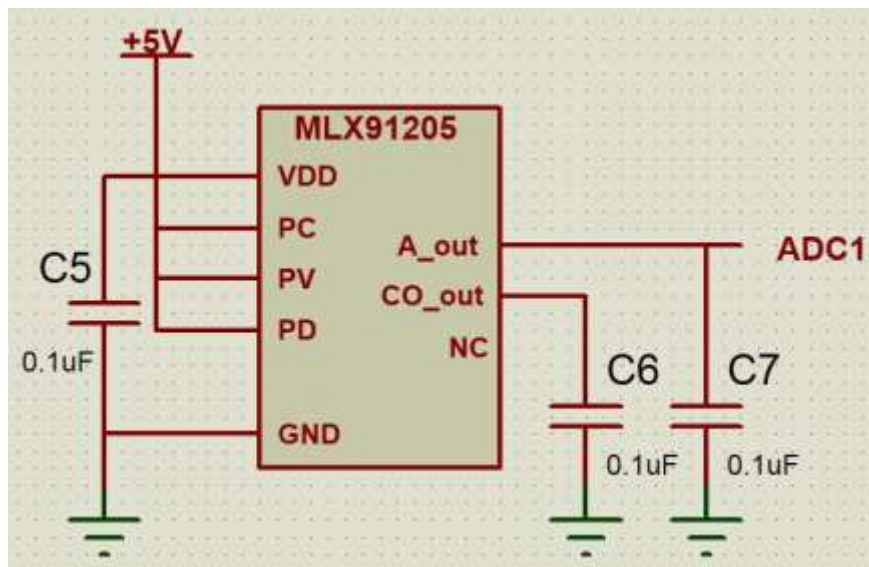 +5V
MLX91205
VDD
PC
A_out
ADC1
C5
PV
CO_out
PD
NC
0.1uF
C6
C7
GND
0.1uF
0.1uF